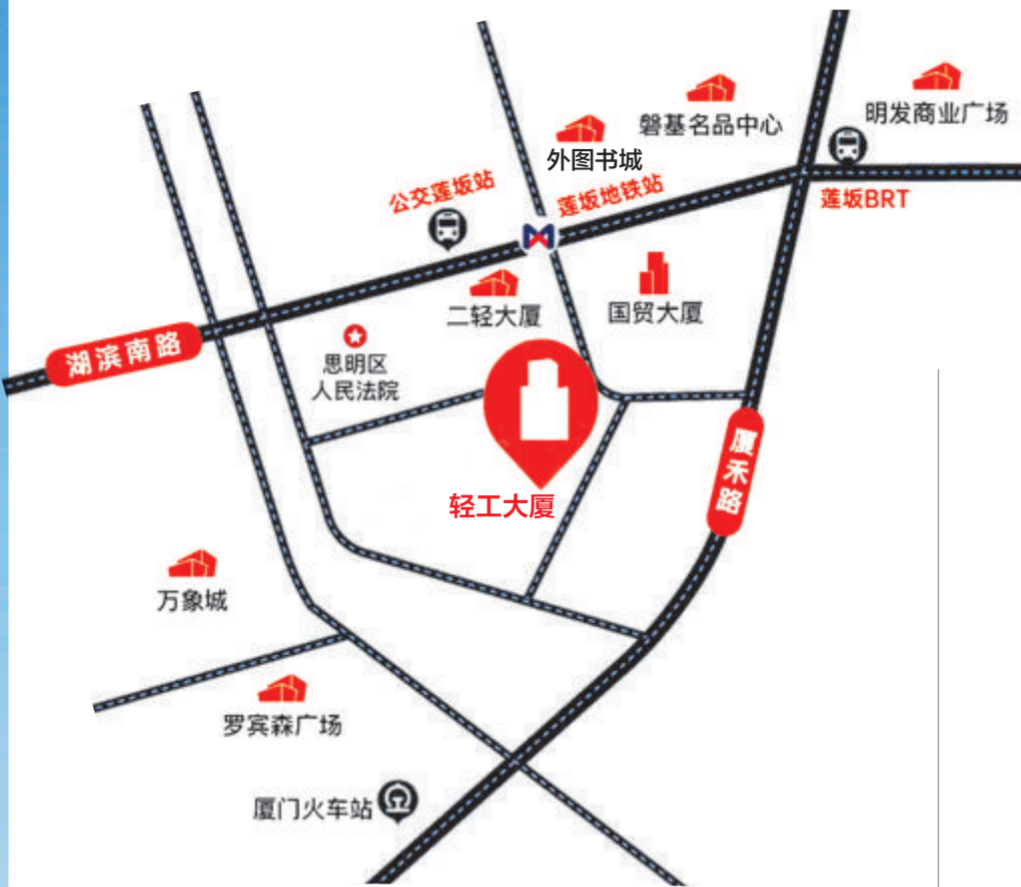 明发商业广场
磐基名品中心
外图书城
莲坂地铁站
公交莲坂站
莲坂BRT
二轻大厦
国贸大厦
湖滨南路
思明区
人民法院
厦禾路
轻工大厦
万象城
罗宾森广场
厦门火车站